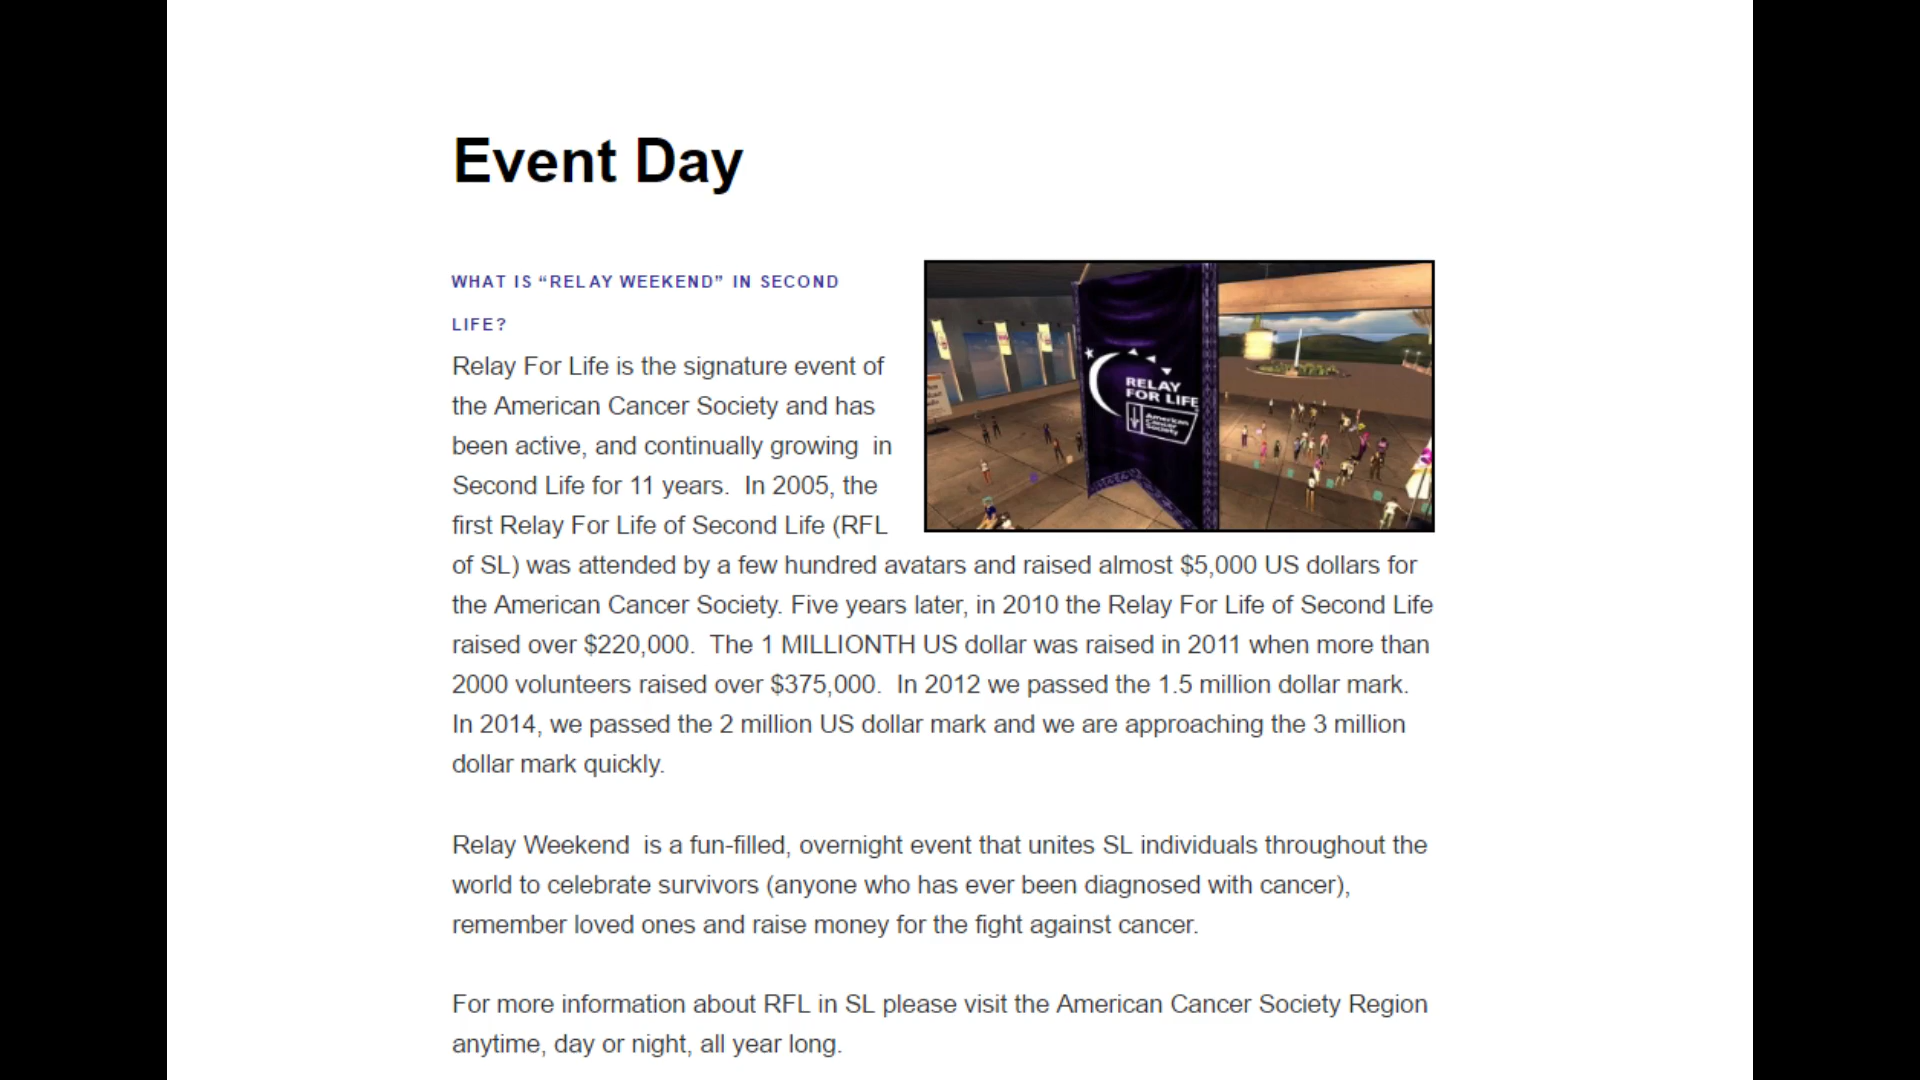 Event Day
WHAT IS “RELAY WEEKEND” IN SECOND
LIFE?
Relay For Life is the signature event of
the American Cancer Society and has
been active, and continually growing  in
Second Life for 11 years.  In 2005, the
first Relay For Life of Second Life (RFL
of SL) was attended by a few hundred avatars and raised almost $5,000 US dollars for
the American Cancer Society. Five years later, in 2010 the Relay For Life of Second Life
raised over $220,000.  The 1 MILLIONTH US dollar was raised in 2011 when more than
2000 volunteers raised over $375,000.  In 2012 we passed the 1.5 million dollar mark.
In 2014, we passed the 2 million US dollar mark and we are approaching the 3 million
dollar mark quickly.
Relay Weekend  is a fun-filled, overnight event that unites SL individuals throughout the
world to celebrate survivors (anyone who has ever been diagnosed with cancer),
remember loved ones and raise money for the fight against cancer.
For more information about RFL in SL please visit the American Cancer Society Region
anytime, day or night, all year long.
RELAY
FOR LIFE
American
Cancer
Society